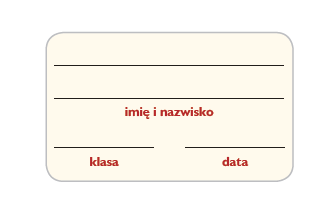 imię i nazwisko
klasa data